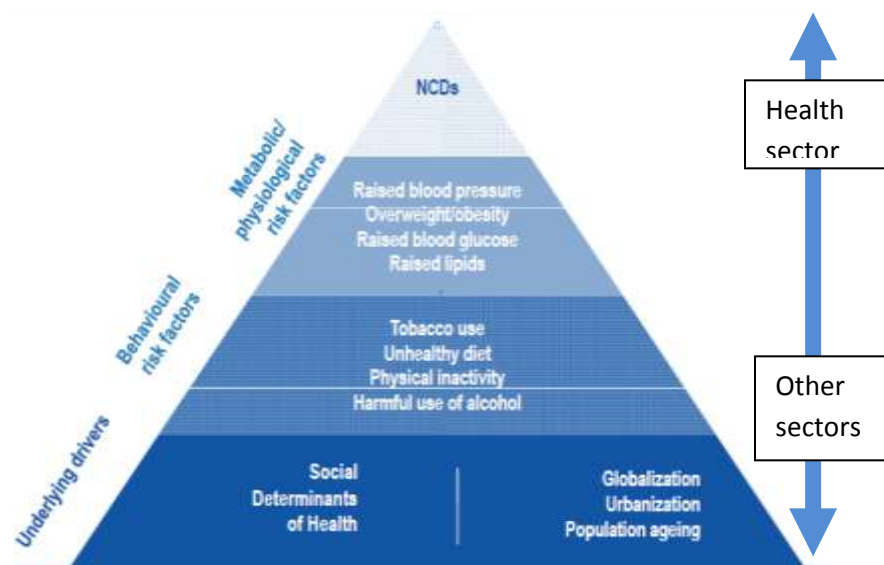 NCDs
Metabolic/
physiological
risk factors
Raised blood pressure
Overweight/obesity
Raised blood glucose
Raised lipids
Behavioural
risk factors
Tobacco use
Unhealthy diet
Physical inactivity
Harmful use of alcohol
Underlying drivers
Social
Determinants
of Health
Globalization
Urbanization
Population ageing
Health
sector
Other
sectors